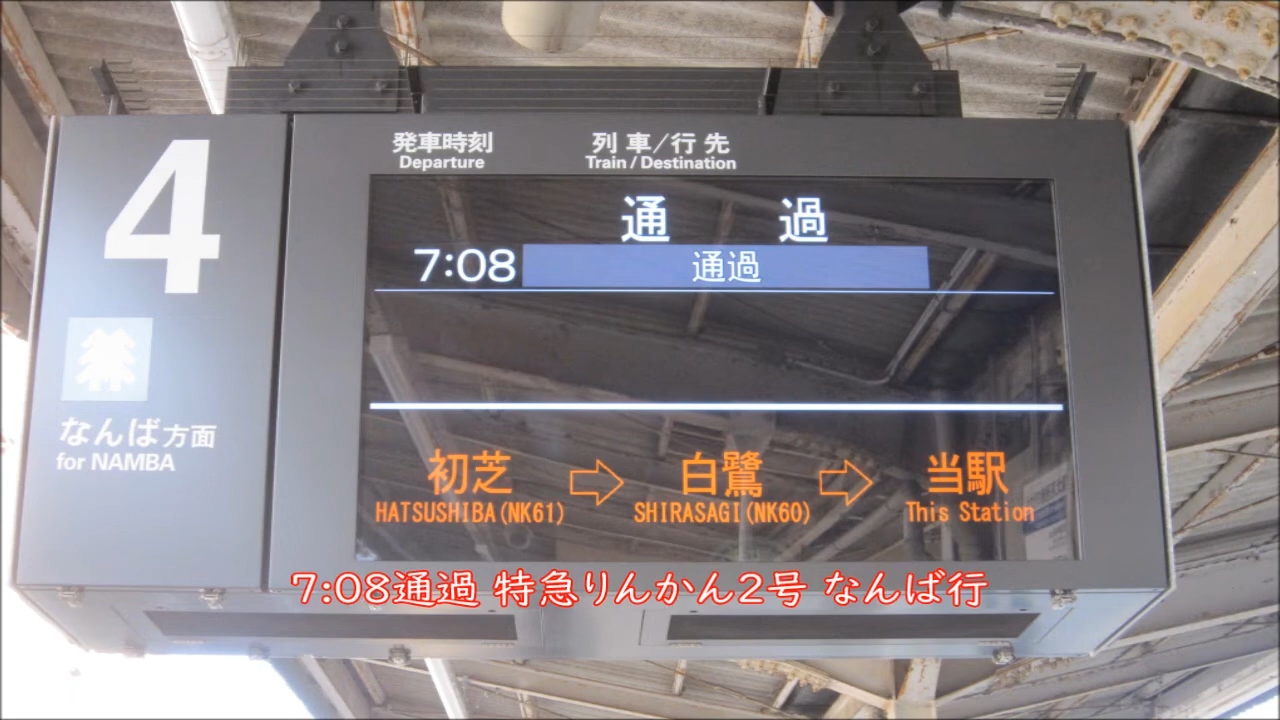 4
なんば方面
for NAMBA
発車時刻 列車/行先
Departure Train / Destination
通過
7:08 通過
初芝 ⇨ 白鷺 ⇨ 当駅
HATSUSHIBA(NK61) SHIRASAGI(NK60) This Station
7:08通過 特急りんかん2号 なんば行